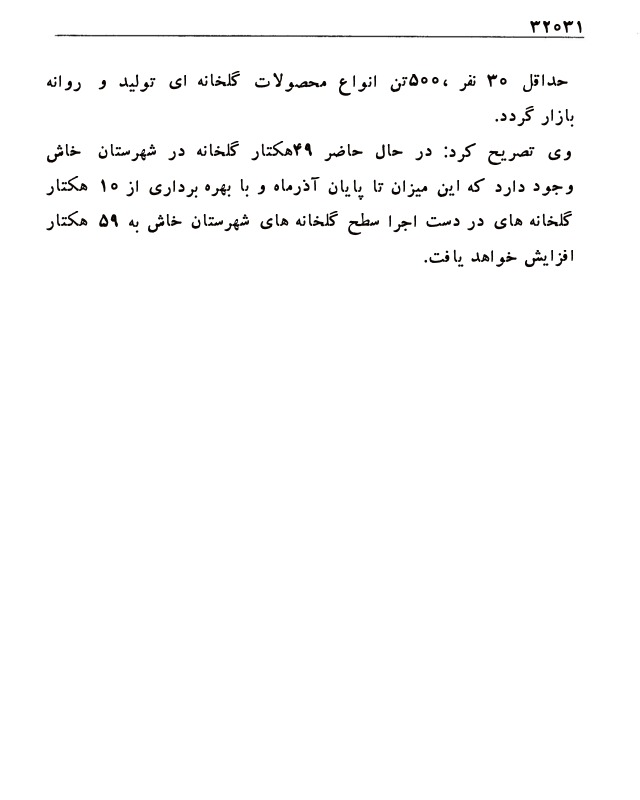 ۳۲۰۳۱
حداقل ۳۰ نفر ،۵۰۰تن انواع محصولات گلخانه ای تولید و روانه
بازار گردد.
وی تصریح کرد: در حال حاضر ۴۹هکتار گلخانه در شهرستان خاش
وجود دارد که این میزان تا پایان آذرماه و با بهره برداری از ۱۰ هکتار
گلخانه های در دست اجرا سطح گلخانه های شهرستان خاش به ۵۹ هکتار
افزایش خواهد یافت.